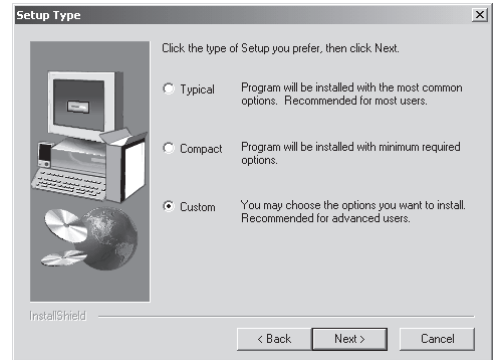 Setup Type
Click the type of Setup you prefer, then click Next.
Typical
Program will be installed with the most common
options. Recommended for most users.
Compact
Program will be installed with minimum required
options.
Custom
You may choose the options you want to install.
Recommended for advanced users.
InstallShield
< Back
Next >
Cancel